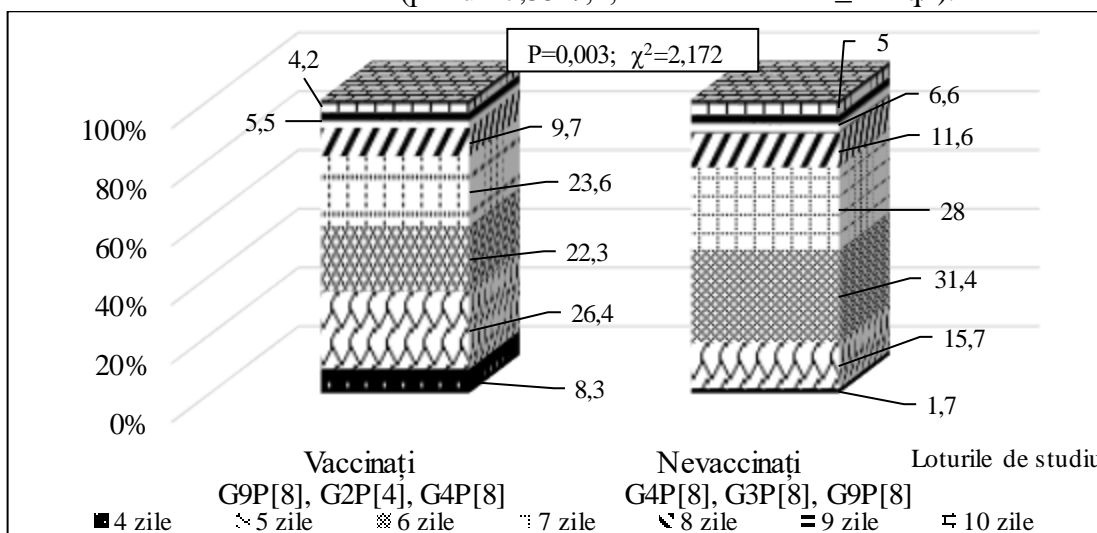 P=0,003; χ²=2,172
4,2
5
5,5
6,6
100%
9,7
11,6
80%
23,6
28
60%
22,3
31,4
40%
26,4
15,7
20%
8,3
1,7
0%
Vaccinați
Nevaccinați
Loturile de studiu
G9P[8], G2P[4], G4P[8]
G4P[8], G3P[8], G9P[8]
4 zile 5 zile 6 zile 7 zile 8 zile 9 zile 10 zile